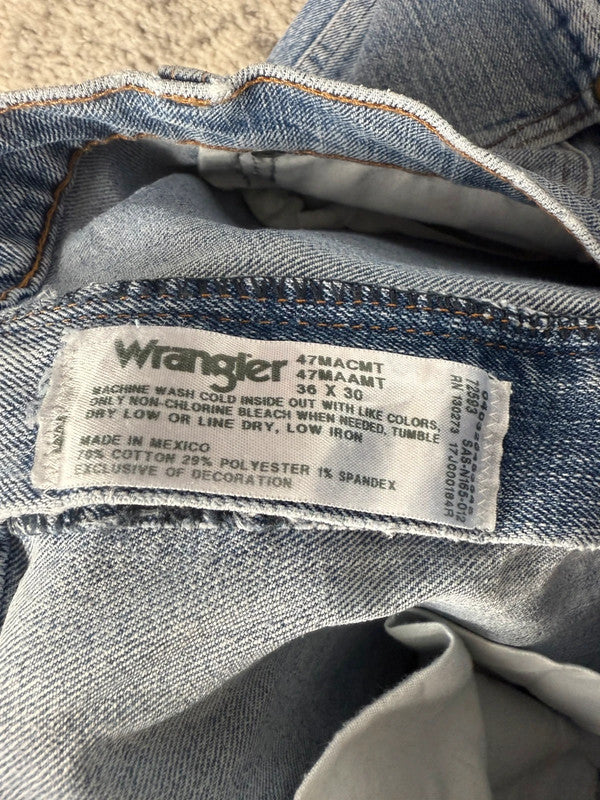 Wrangler
47MACMT
47MAAMT
36 X 30
MACHINE WASH COLD INSIDE OUT WITH LIKE COLORS,
ONLY NON-CHLORINE BLEACH WHEN NEEDED, TUMBLE
DRY LOW OR LINE DRY, LOW IRON
MADE IN MEXICO
70% COTTON 29% POLYESTER 1% SPANDEX
EXCLUSIVE OF DECORATION
77593
RN 130273